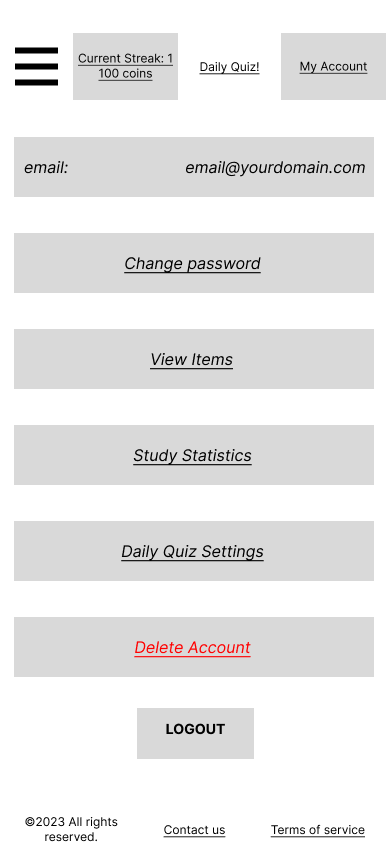 Current Streak: 1
100 coins
Daily Quiz!
My Account
email: email@yourdomain.com
Change password
View Items
Study Statistics
Daily Quiz Settings
Delete Account
LOGOUT
©2023 All rights
reserved.
Contact us
Terms of service